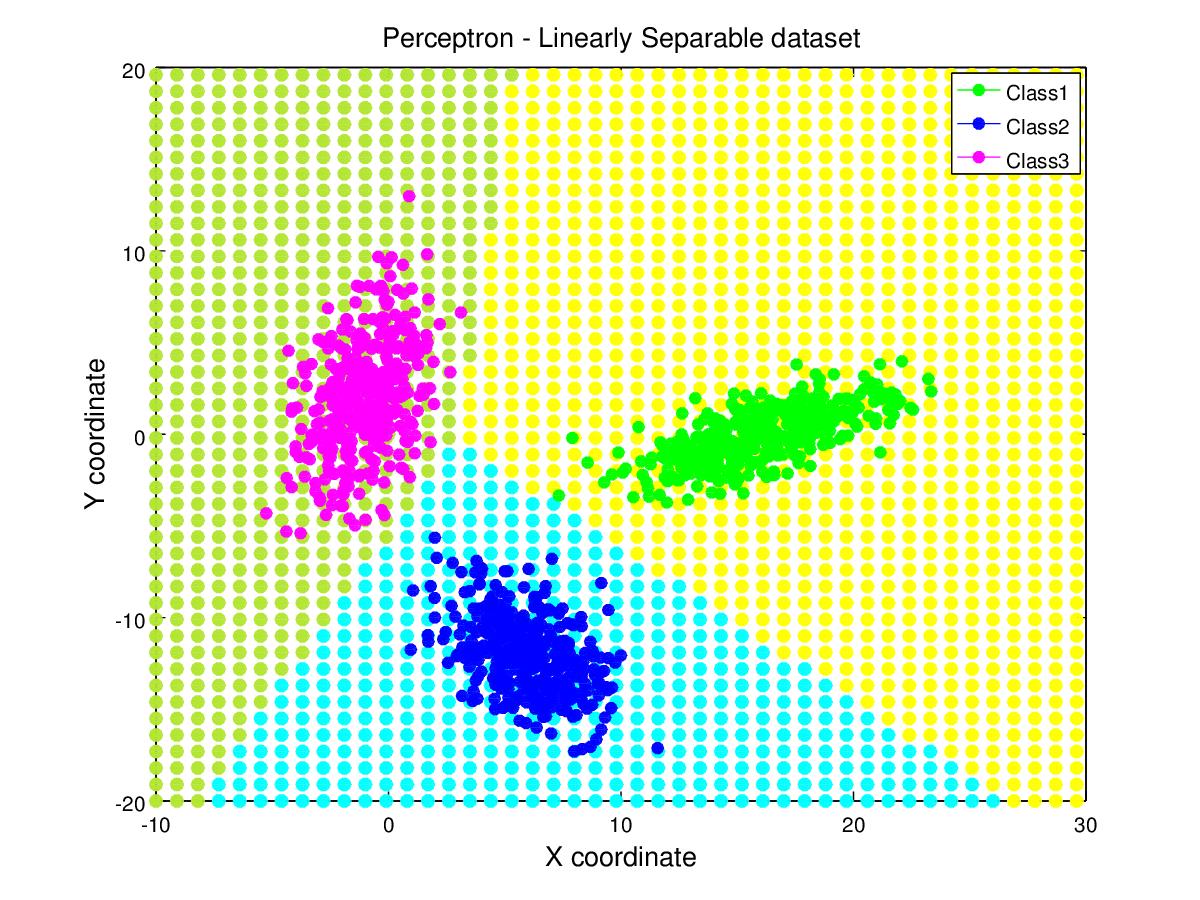 Perceptron - Linearly Separable dataset
Class1
Class2
Class3
20
10
0
-10
-20
Y coordinate
-10
0
10
20
30
X coordinate